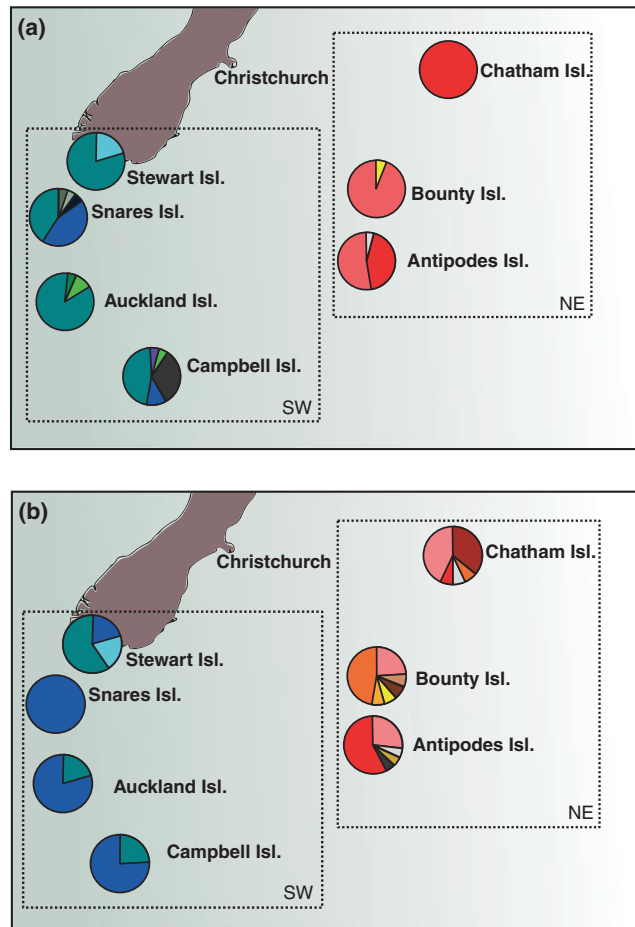 (a)
Christchurch
Chatham Isl.
Stewart Isl.
Bounty Isl.
Snares Isl.
Antipodes Isl.
Auckland Isl.
NE
Campbell Isl.
SW
(b)
Christchurch
Chatham Isl.
Stewart Isl.
Bounty Isl.
Snares Isl.
Antipodes Isl.
Auckland Isl.
NE
Campbell Isl.
SW